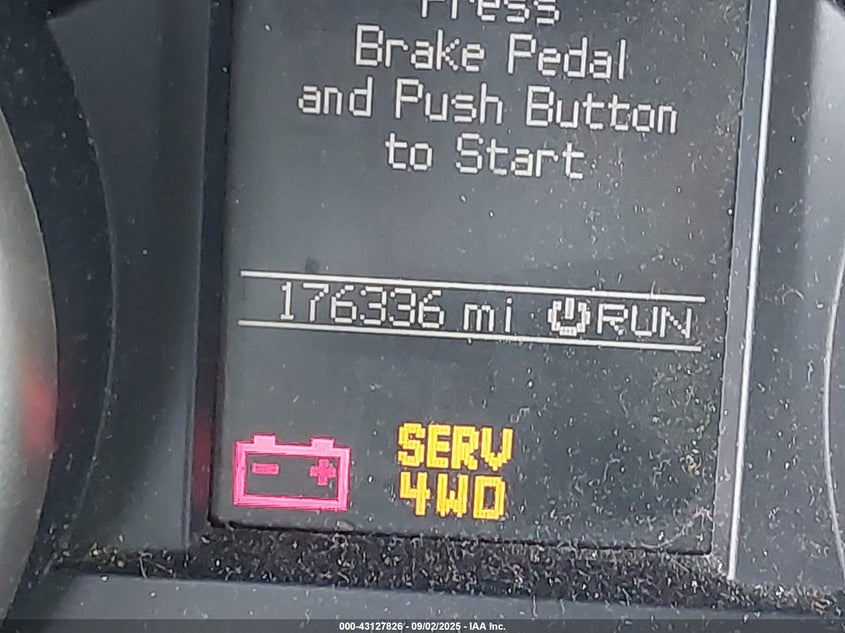 Press
Brake Pedal
and Push Button
to Start
176336 mi RUN
SERV
4WD
000-43127826 - 09/02/2025 - IAA Inc.